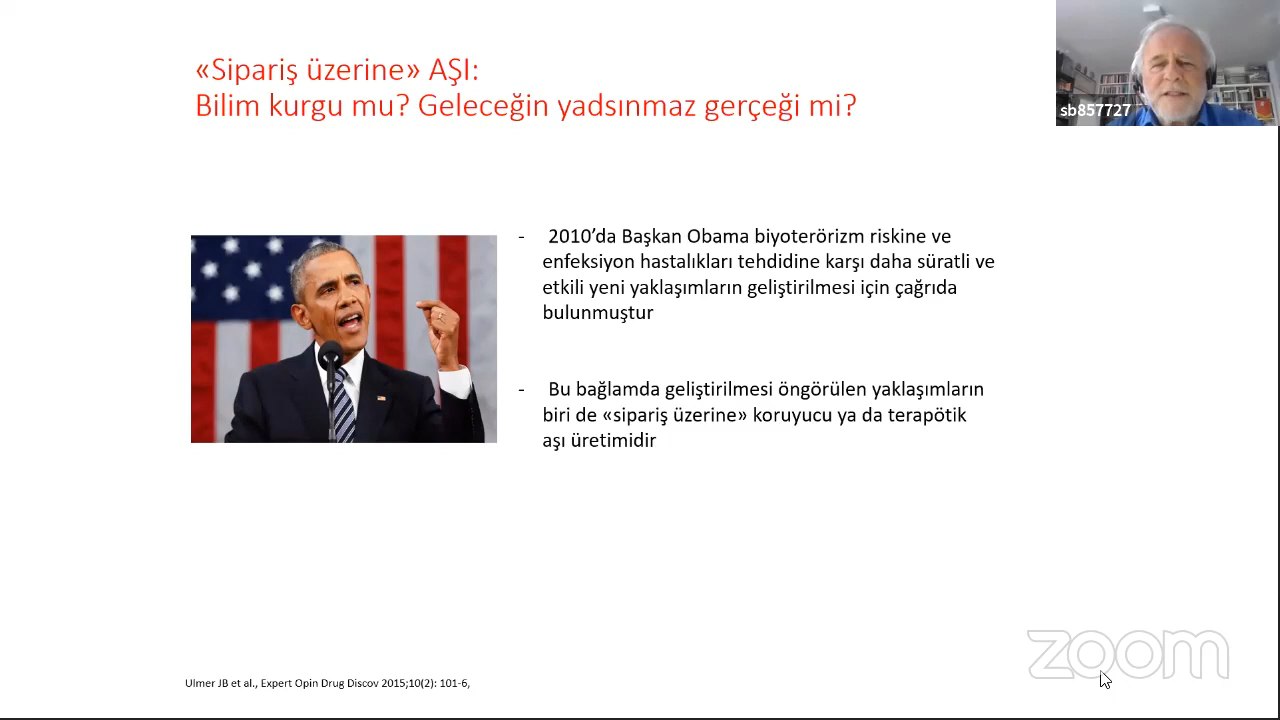 «Sipariş üzerine» AŞI:
Bilim kurgu mu? Geleceğin yadsınmaz gerçeği mi?
sb857727
- 2010’da Başkan Obama biyoterörizm riskine ve
enfeksiyon hastalıkları tehdidine karşı daha süratli ve
etkili yeni yaklaşımların geliştirilmesi için çağrıda
bulunmuştur
- Bu bağlamda geliştirilmesi öngörülen yaklaşımların
biri de «sipariş üzerine» koruyucu ya da terapötik
aşı üretimidir
zoom
Ulmer JB et al., Expert Opin Drug Discov 2015;10(2): 101-6,